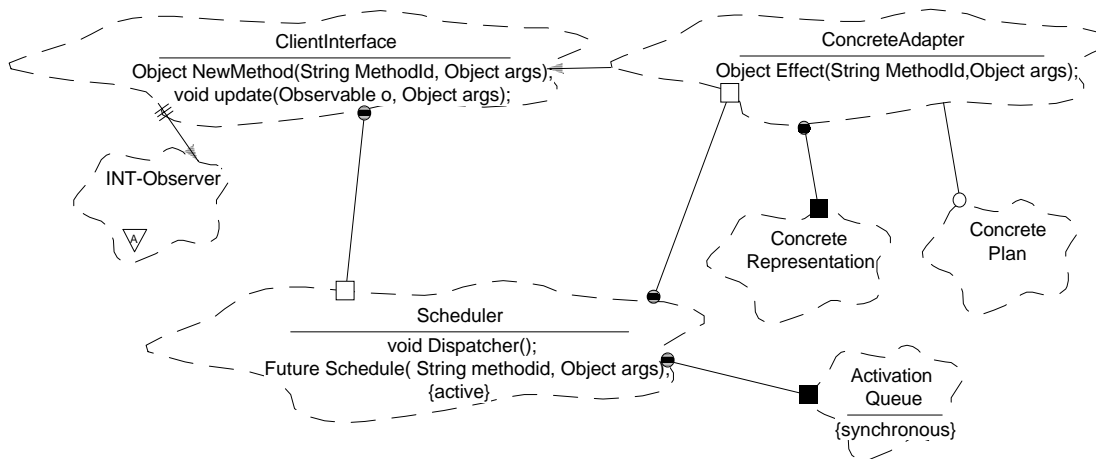 ClientInterface
Object NewMethod(String MethodId, Object args);
void update(Observable o, Object args);
ConcreteAdapter
Object Effect(String MethodId,Object args);
INT-Observer
A
Concrete
Representation
Concrete
Plan
Scheduler
void Dispatcher();
Future Schedule( String methodid, Object args);
{active}
Activation
Queue
{synchronous}